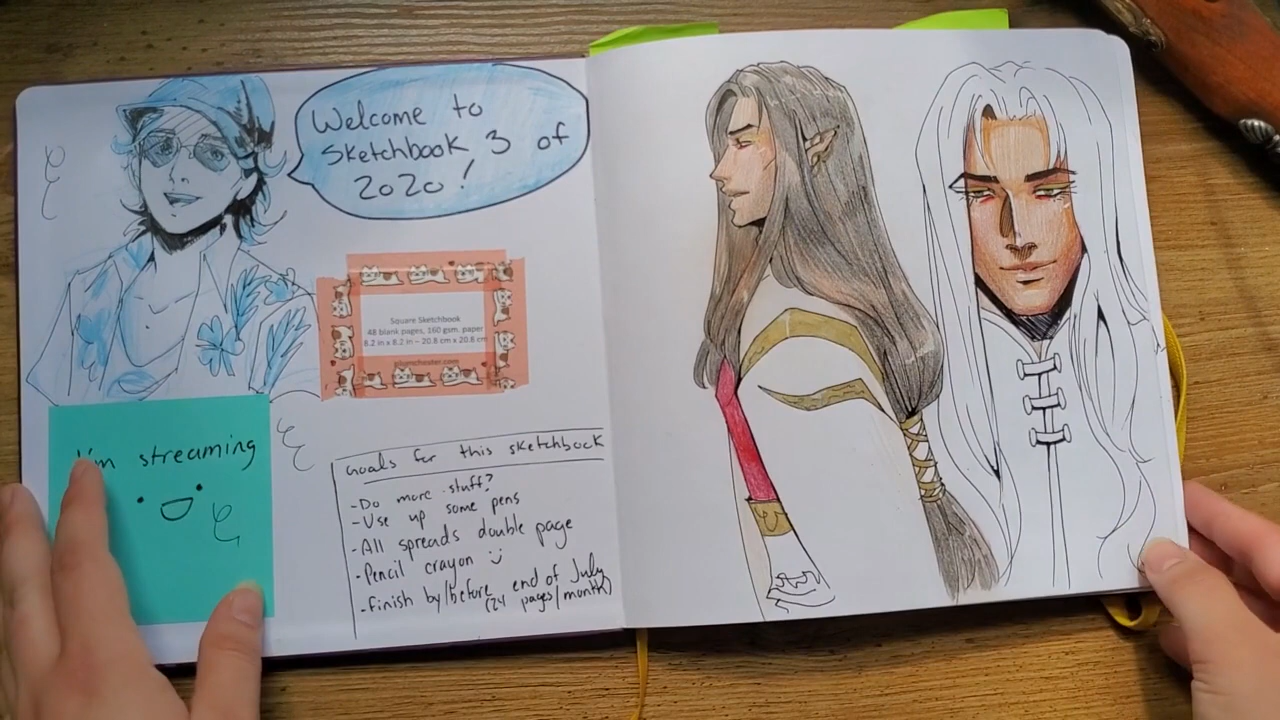 Welcome to
Sketchbook 3 of
2020!
Square Sketchbook
48 blank pages, 160 gsm. paper
8.2 in x 8.2 in – 20.8 cm x 20.8 cm
I'm streaming
Goals for this sketchbook
- Do more stuff?
- Use up some pens
- All spreads double page
- Pencil crayon :)
- Finish by/before end of July
(24 pages/month)